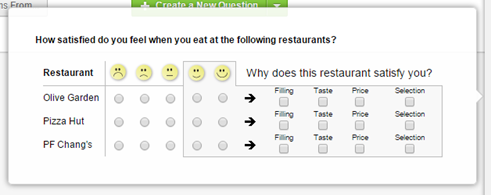 ns From
Create a New Question
How satisfied do you feel when you eat at the following restaurants?
Restaurant Why does this restaurant satisfy you?
Filling Taste Price Selection
Olive Garden
Filling Taste Price Selection
Pizza Hut
Filling Taste Price Selection
PF Chang's